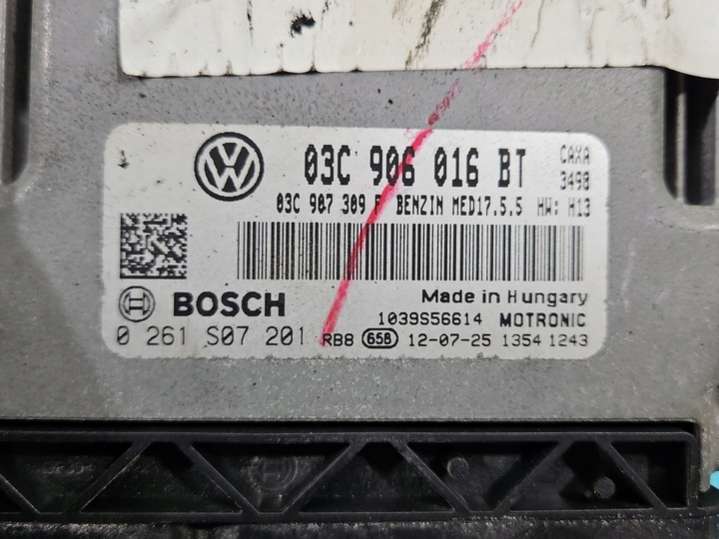 03C 906 016 BT CAXA
3498
03C 907 309 BENZIN MED17.5.5 HW: H13
BOSCH Made in Hungary
1039S56614 MOTRONIC
0 261 S07 201 RB8 658 12-07-25 1354 1243